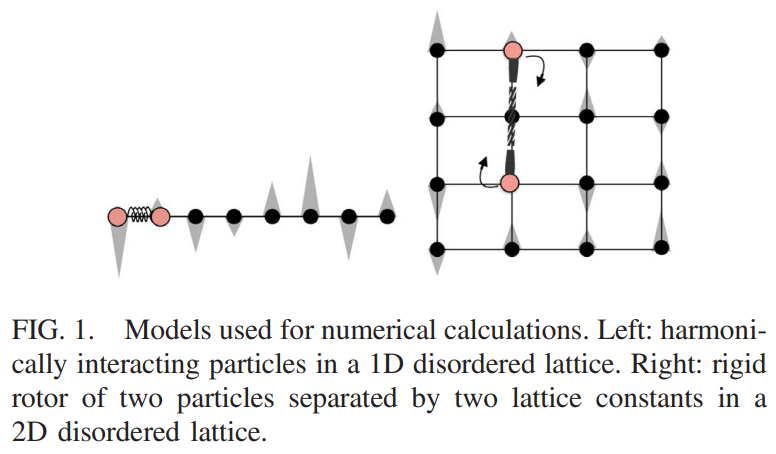 FIG. 1. Models used for numerical calculations. Left: harmoni-
cally interacting particles in a 1D disordered lattice. Right: rigid
rotor of two particles separated by two lattice constants in a
2D disordered lattice.